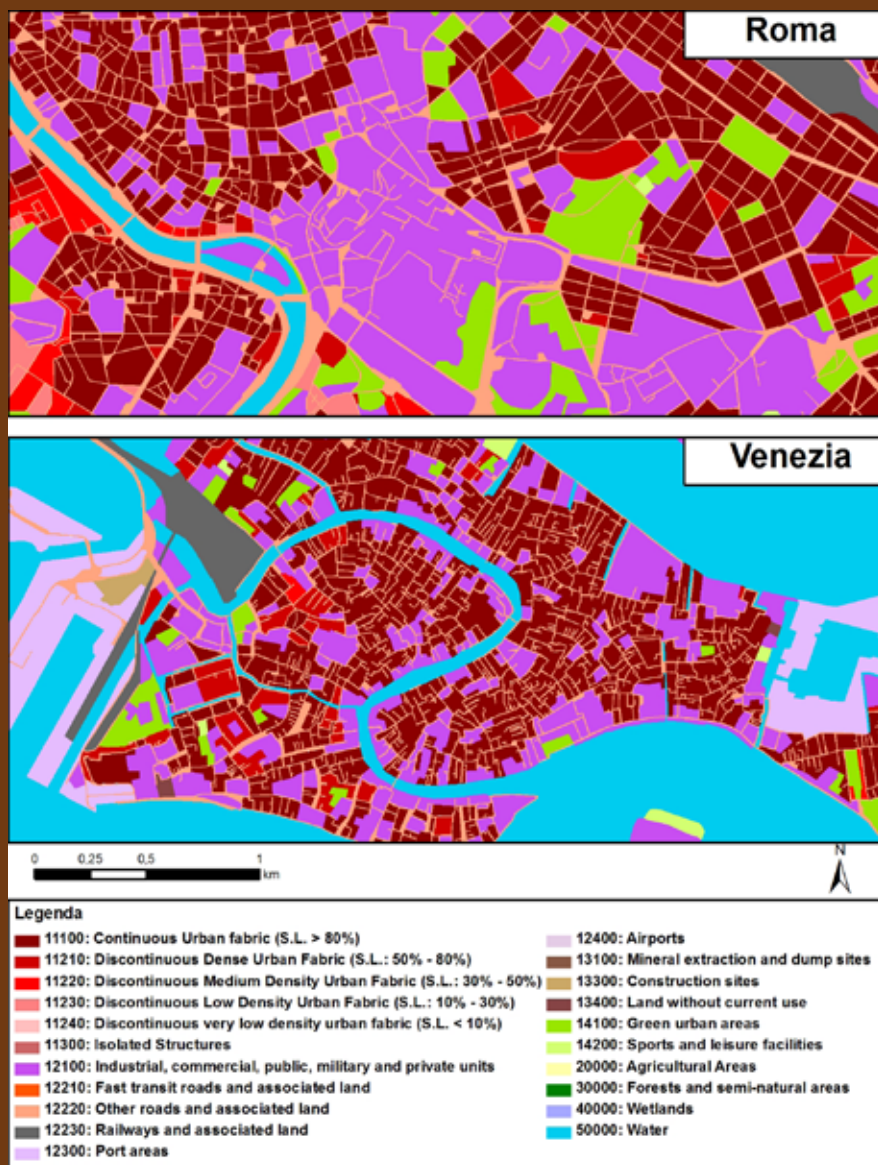 Roma
Venezia
0 0,25 0,5 1
km
N
Legenda
11100: Continuous Urban fabric (S.L. > 80%)
11210: Discontinuous Dense Urban Fabric (S.L.: 50% - 80%)
11220: Discontinuous Medium Density Urban Fabric (S.L.: 30% - 50%)
11230: Discontinuous Low Density Urban Fabric (S.L.: 10% - 30%)
11240: Discontinuous very low density urban fabric (S.L. < 10%)
11300: Isolated Structures
12100: Industrial, commercial, public, military and private units
12210: Fast transit roads and associated land
12220: Other roads and associated land
12230: Railways and associated land
12300: Port areas
12400: Airports
13100: Mineral extraction and dump sites
13300: Construction sites
13400: Land without current use
14100: Green urban areas
14200: Sports and leisure facilities
20000: Agricultural Areas
30000: Forests and semi-natural areas
40000: Wetlands
50000: Water